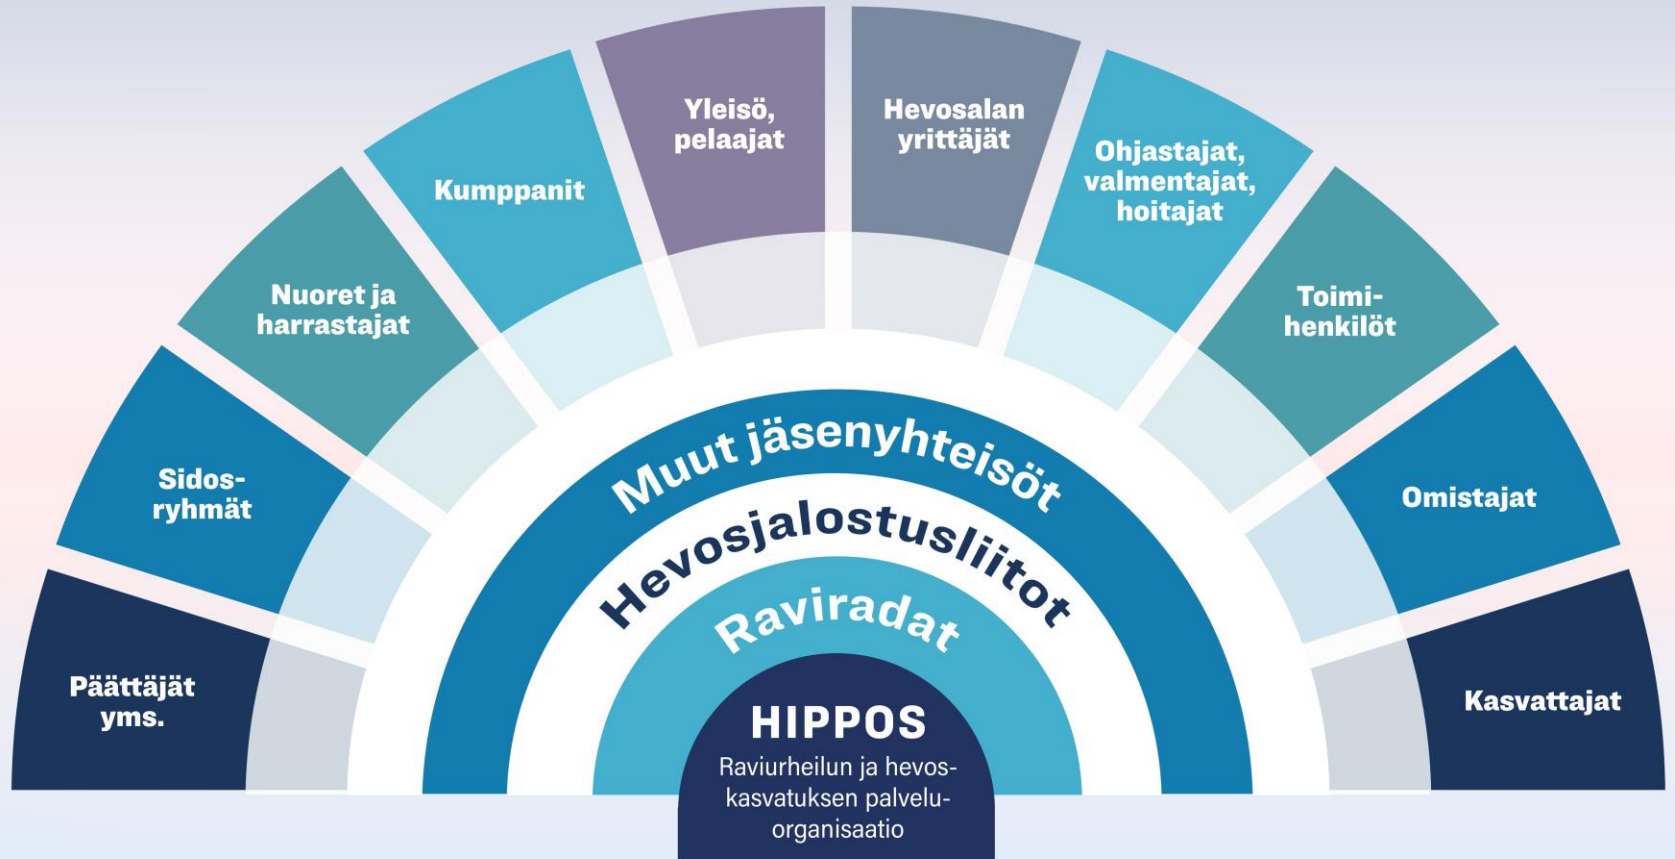 Yleisö,
pelaajat
Hevosalan
yrittäjät
Kumppanit
Ohjastajat,
valmentajat,
hoitajat
Nuoret ja
harrastajat
Toimi-
henkilöt
Sidos-
ryhmät
Omistajat
Päättäjät
yms.
Kasvattajat
Muut jäsenyhteisöt
Hevosjalostusliitot
Raviradat
HIPPOS
Raviurheilun ja hevos-
kasvatuksen palvelu-
organisaatio